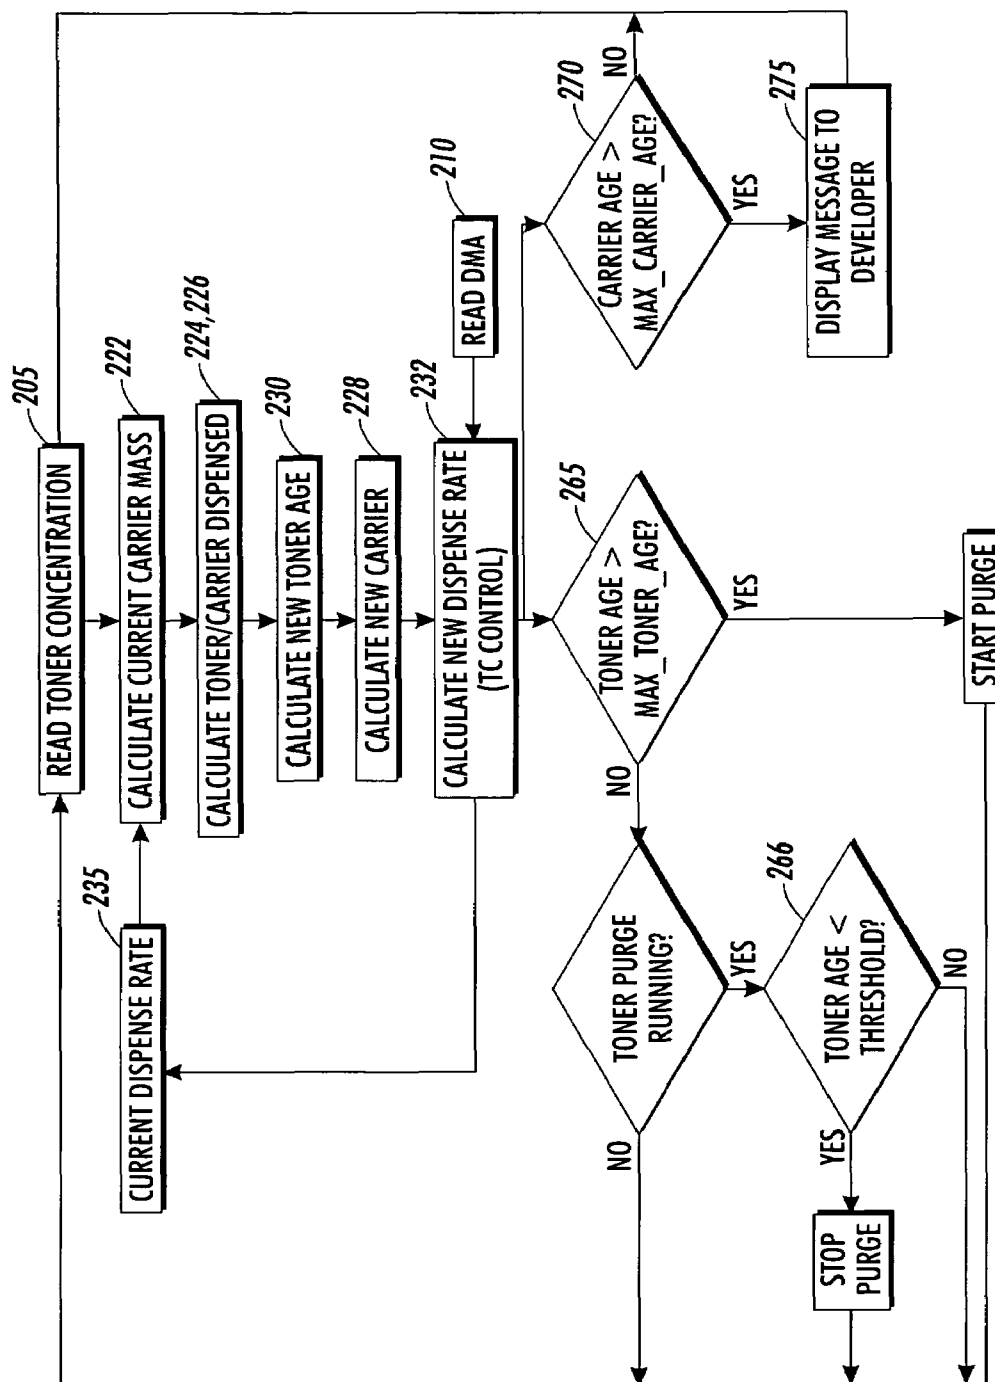 205
READ TONER CONCENTRATION
222
CALCULATE CURRENT CARRIER MASS
235
CURRENT DISPENSE RATE
224,226
CALCULATE TONER/CARRIER DISPENSED
230
CALCULATE NEW TONER AGE
228
CALCULATE NEW CARRIER
210
READ DMA
232
CALCULATE NEW DISPENSE RATE
(TC CONTROL)
270
CARRIER AGE >
MAX_CARRIER_AGE?
NO
YES
275
DISPLAY MESSAGE TO
DEVELOPER
265
TONER AGE >
MAX_TONER_AGE?
NO
YES
START PURGE
TONER PURGE
RUNNING?
NO
YES
266
TONER AGE <
THRESHOLD?
YES
NO
STOP
PURGE